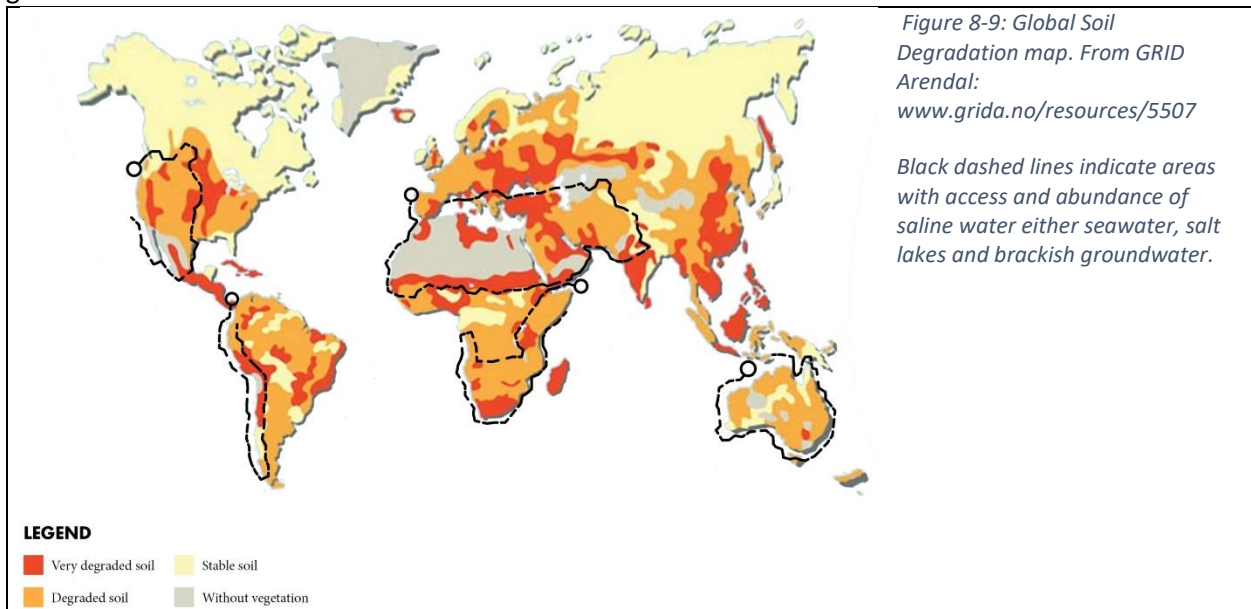 Figure 8-9: Global Soil
Degradation map. From GRID
Arendal:
www.grida.no/resources/5507
Black dashed lines indicate areas
with access and abundance of
saline water either seawater, salt
lakes and brackish groundwater.
LEGEND
Very degraded soil
Stable soil
Degraded soil
Without vegetation